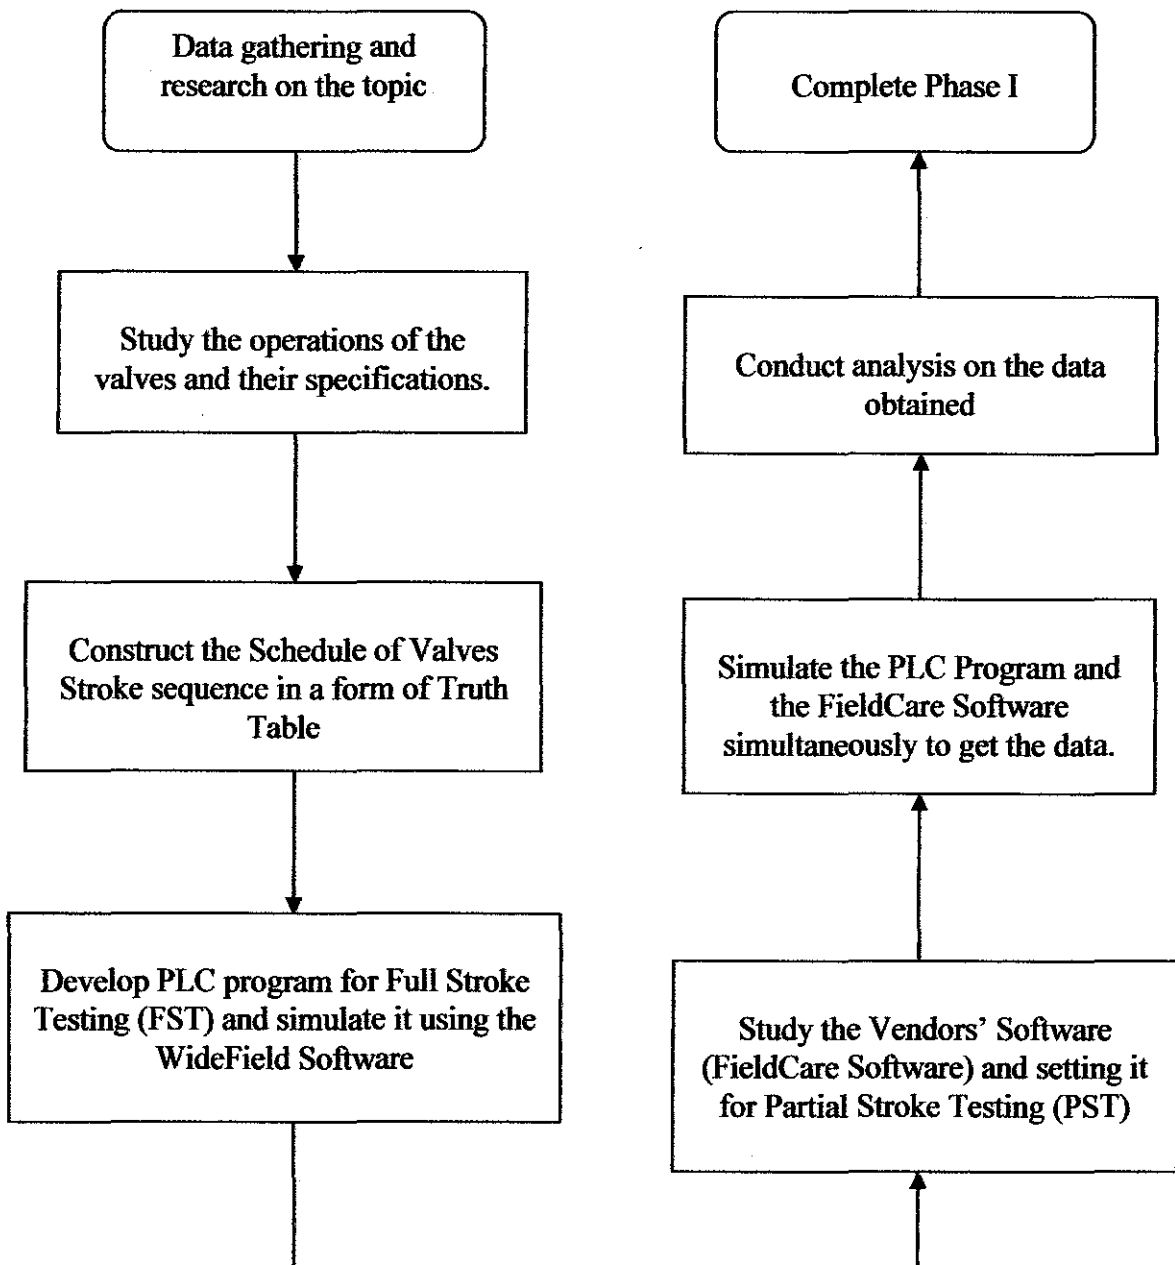 Data gathering and
research on the topic
Study the operations of the
valves and their specifications.
Construct the Schedule of Valves
Stroke sequence in a form of Truth
Table
Develop PLC program for Full Stroke
Testing (FST) and simulate it using the
WideField Software
Study the Vendors' Software
(FieldCare Software) and setting it
for Partial Stroke Testing (PST)
Simulate the PLC Program and
the FieldCare Software
simultaneously to get the data.
Conduct analysis on the data
obtained
Complete Phase I